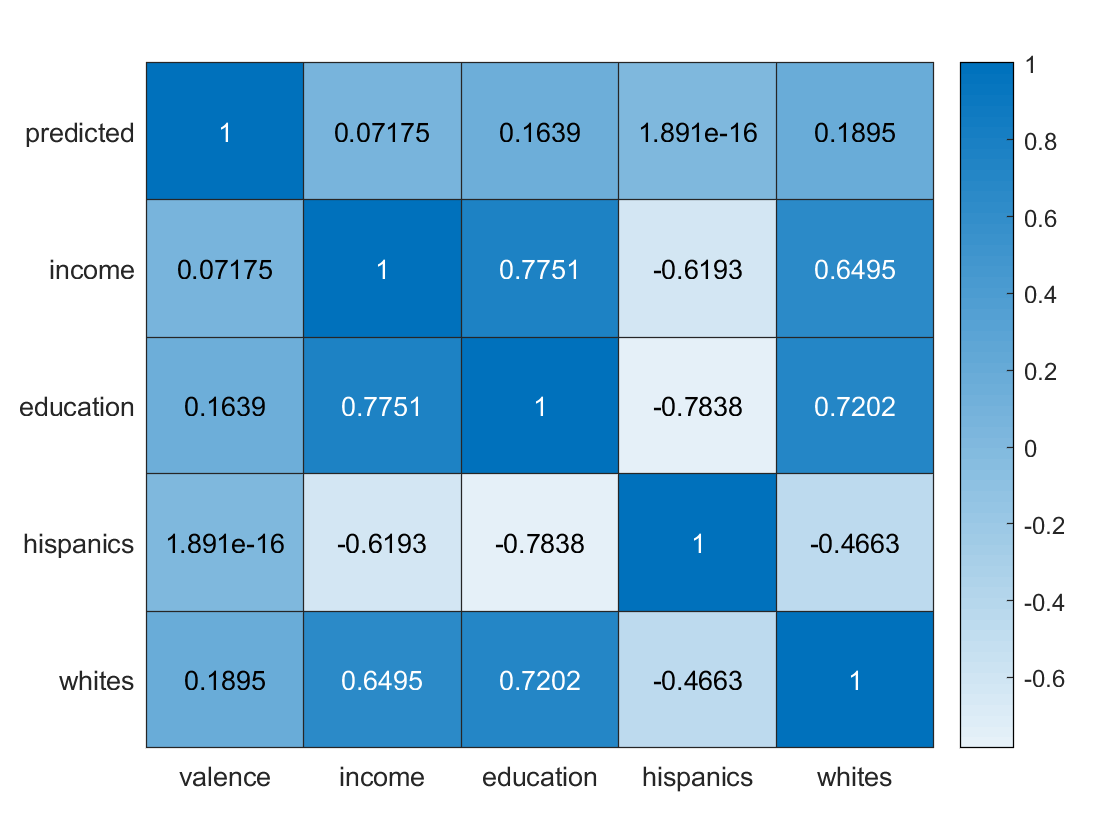 1
predicted 1 0.07175 0.1639 1.891e-16 0.1895
0.8
0.6
income 0.07175 1 0.7751 -0.6193 0.6495
0.4
0.2
education 0.1639 0.7751 1 -0.7838 0.7202
0
-0.2
hispanics 1.891e-16 -0.6193 -0.7838 1 -0.4663
-0.4
whites 0.1895 0.6495 0.7202 -0.4663 1
-0.6
valence income education hispanics whites